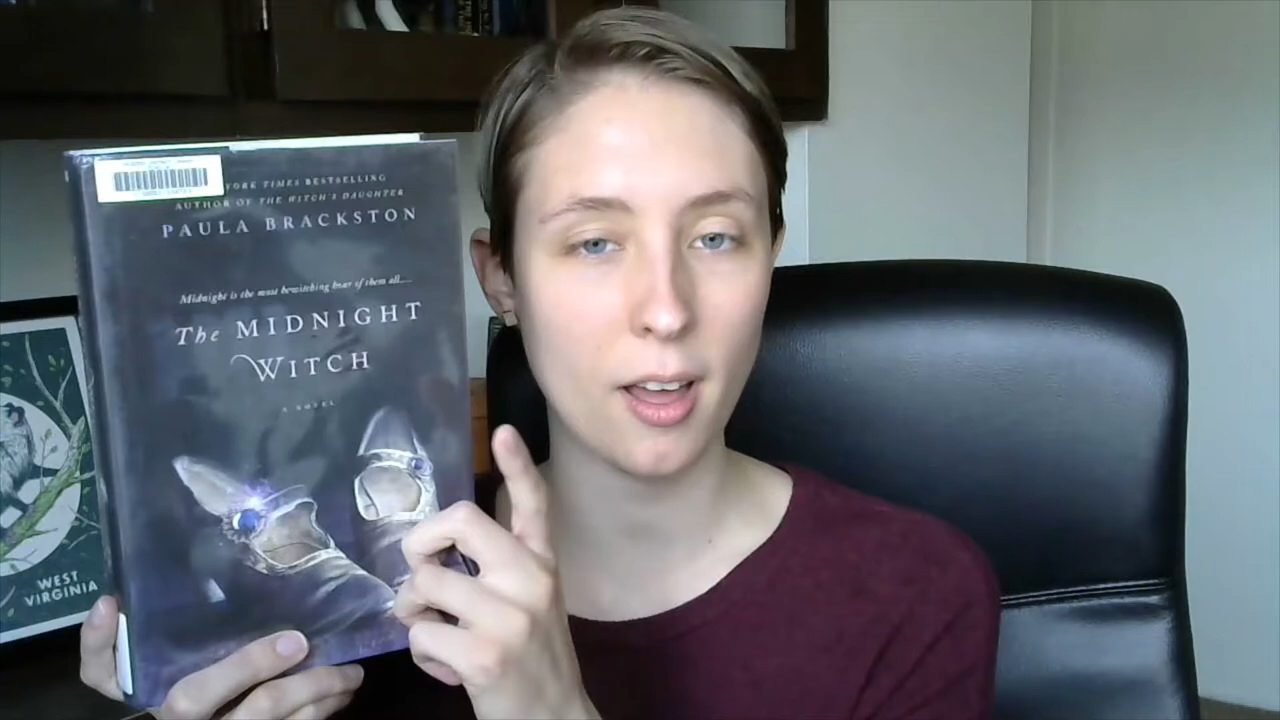 YORK TIMES BESTSELLING
AUTHOR OF THE WITCH'S DAUGHTER
PAULA BRACKSTON
Midnight is the most bewitching hour of them all....
The MIDNIGHT
WITCH
A NOVEL
WEST
VIRGINIA